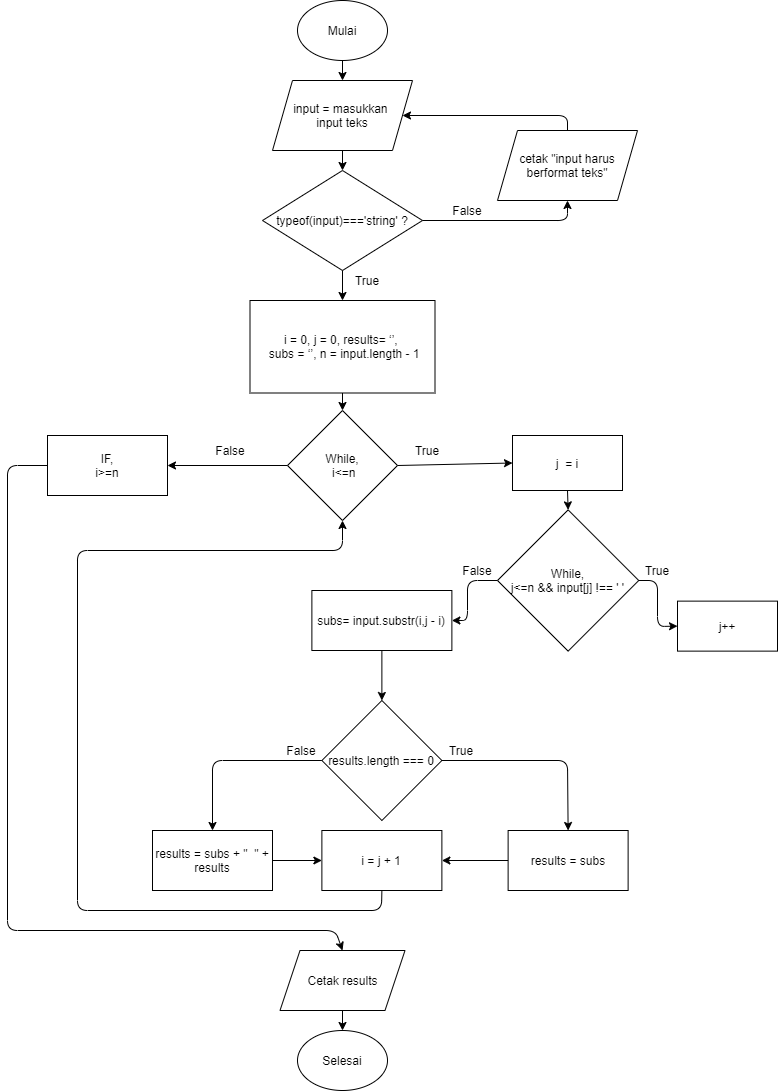 Mulai
input = masukkan
input teks
cetak "input harus
berformat teks"
typeof(input)==='string' ?
False
True
i = 0, j = 0, results= ‘’,
subs = ‘’, n = input.length - 1
IF,
i>=n
False
While,
i<=n
True
j  = i
False
While,
j<=n && input[j] !== ' '
True
subs= input.substr(i,j - i)
j++
False
results.length === 0
True
results = subs + "  " +
results
i = j + 1
results = subs
Cetak results
Selesai